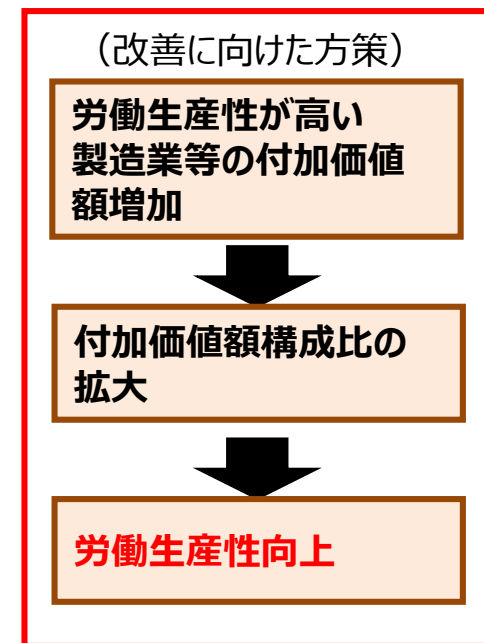 （改善に向けた方策）
労働生産性が高い
製造業等の付加価値
額増加
付加価値額構成比の
拡大
労働生産性向上